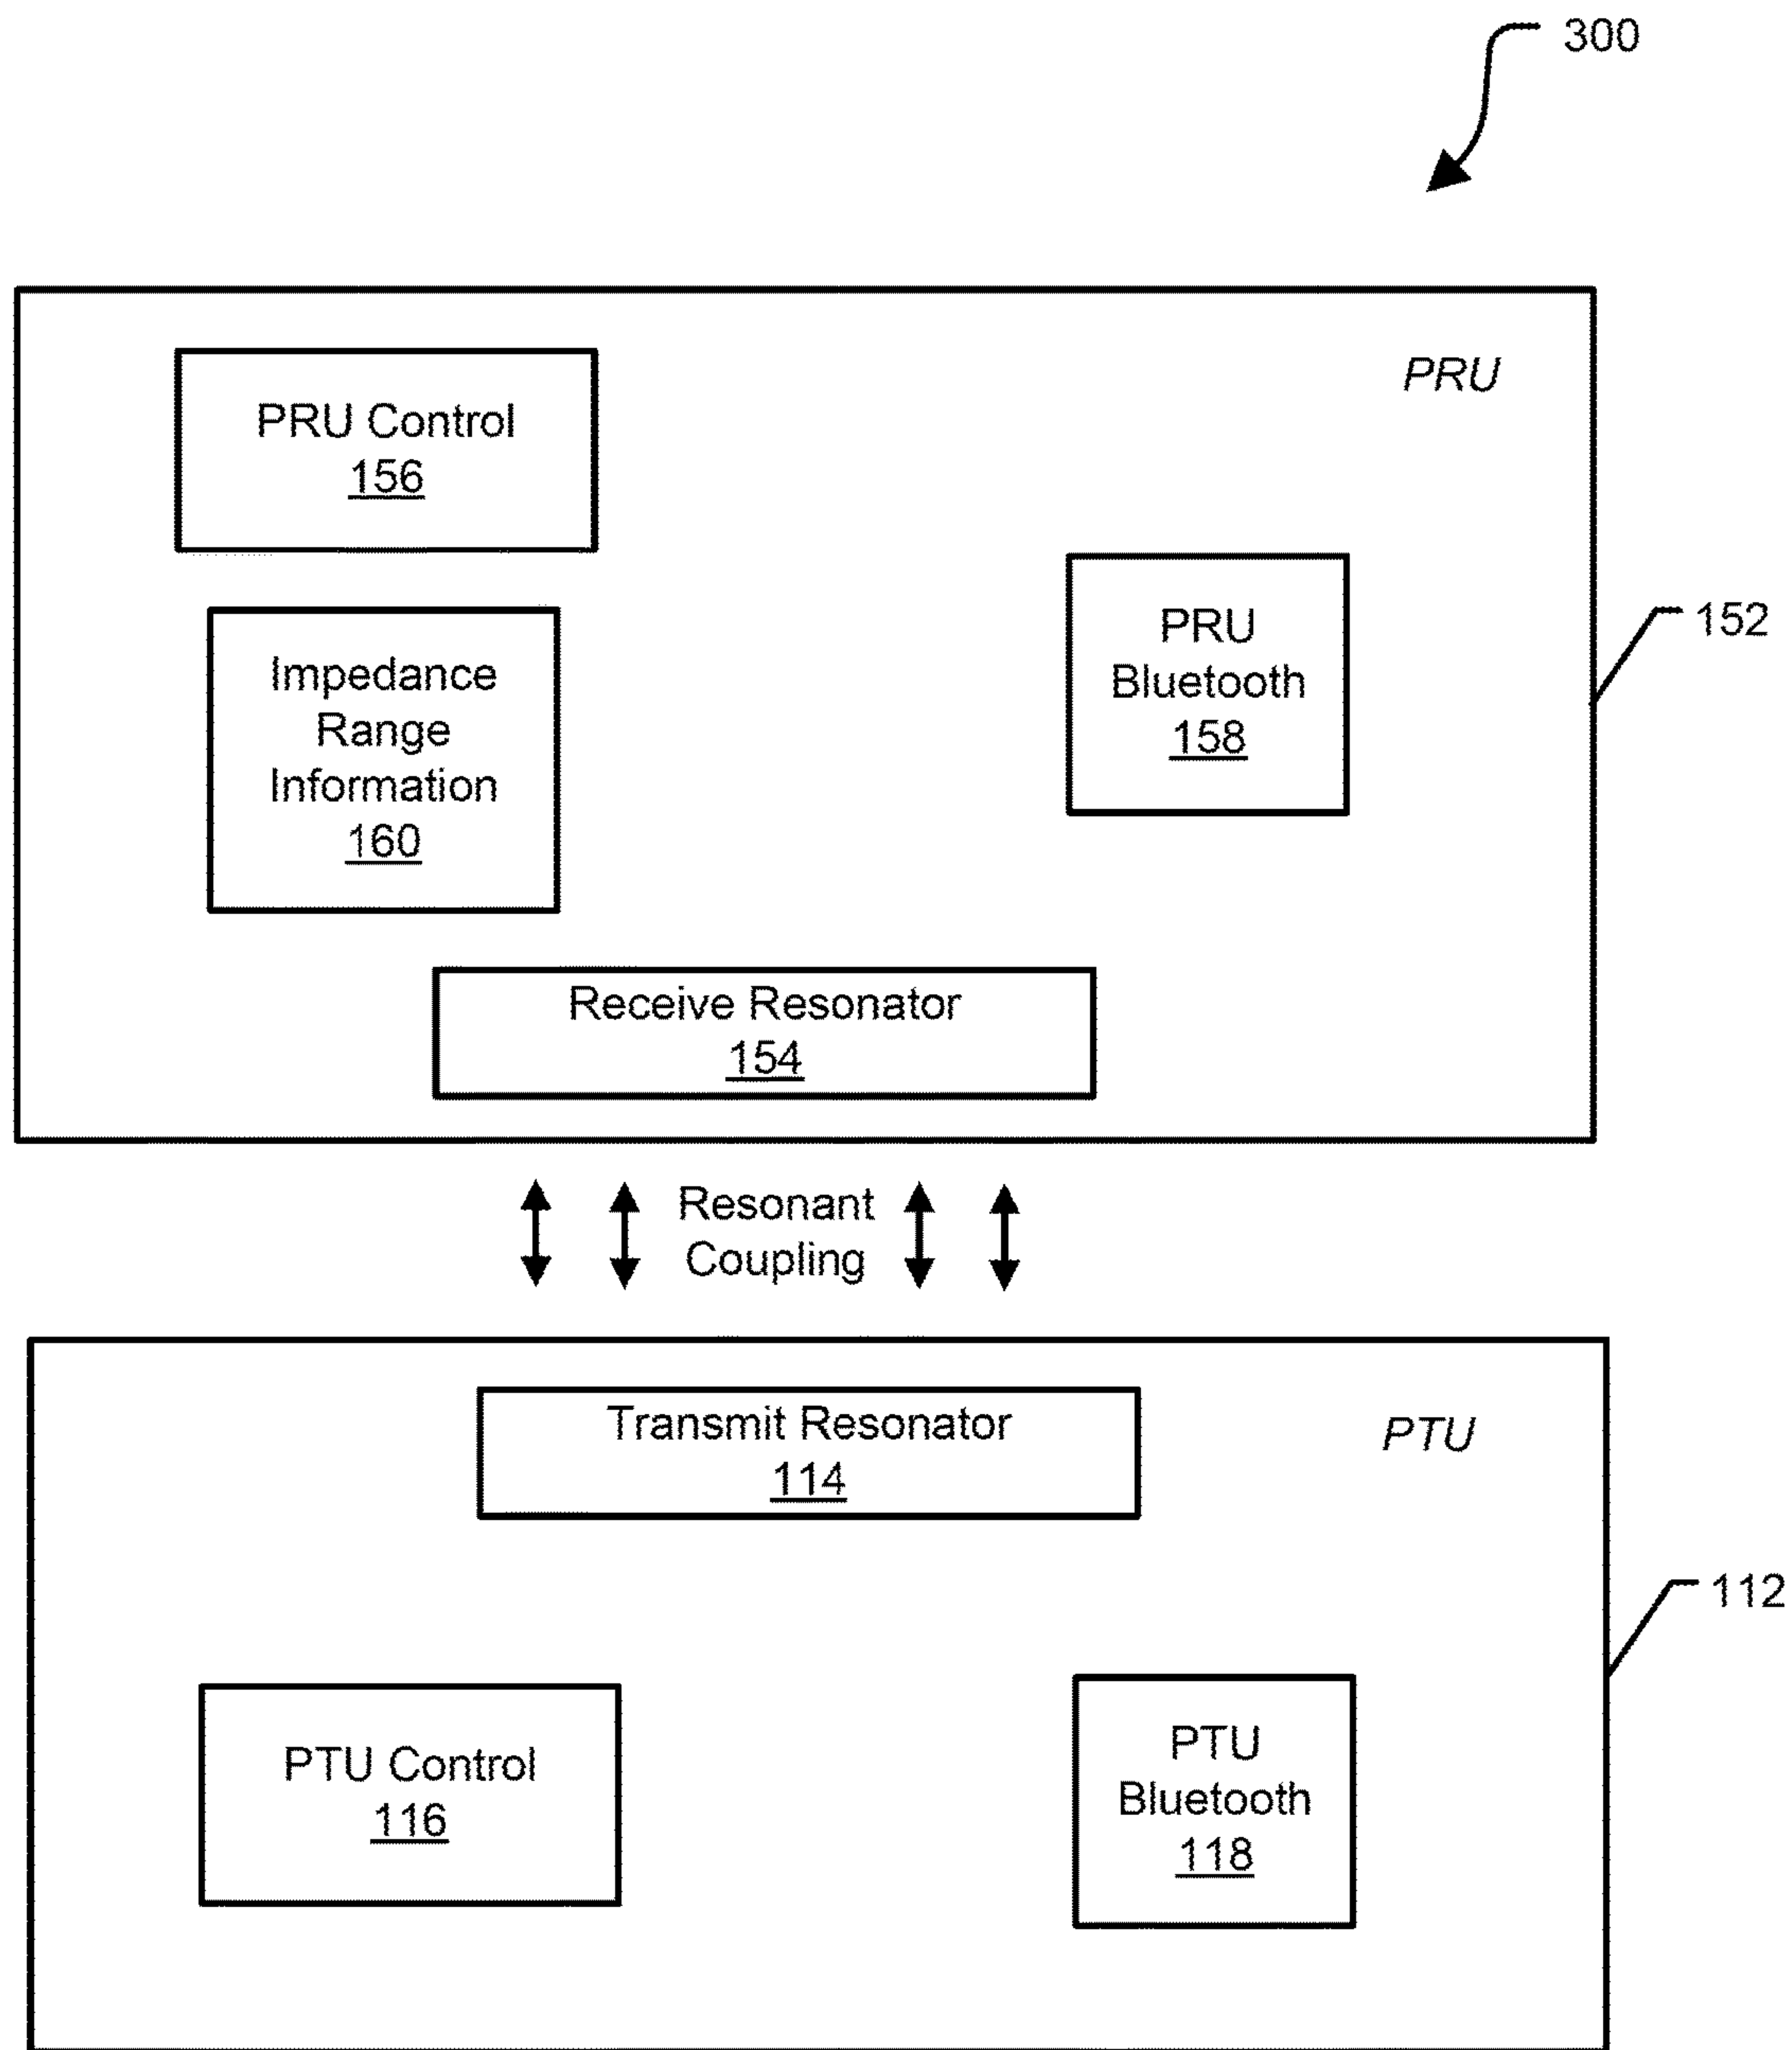 300
PRU
PRU Control
156
152
PRU
Bluetooth
158
Impedance
Range
Information
160
Receive Resonator
154
Resonant
Coupling
Transmit Resonator
114
PTU
112
PTU Control
116
PTU
Bluetooth
118